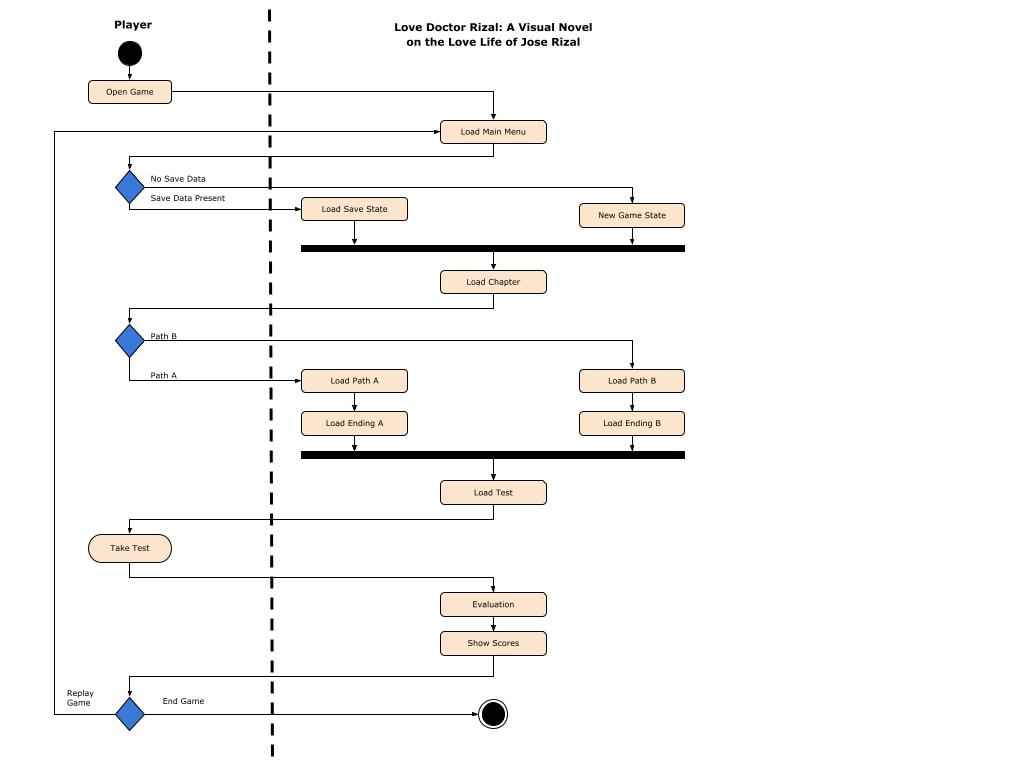 Player
Love Doctor Rizal: A Visual Novel
on the Love Life of Jose Rizal
Open Game
Load Main Menu
No Save Data
Save Data Present
Load Save State
New Game State
Load Chapter
Path B
Path A
Load Path A
Load Path B
Load Ending A
Load Ending B
Load Test
Take Test
Evaluation
Show Scores
Replay
Game
End Game